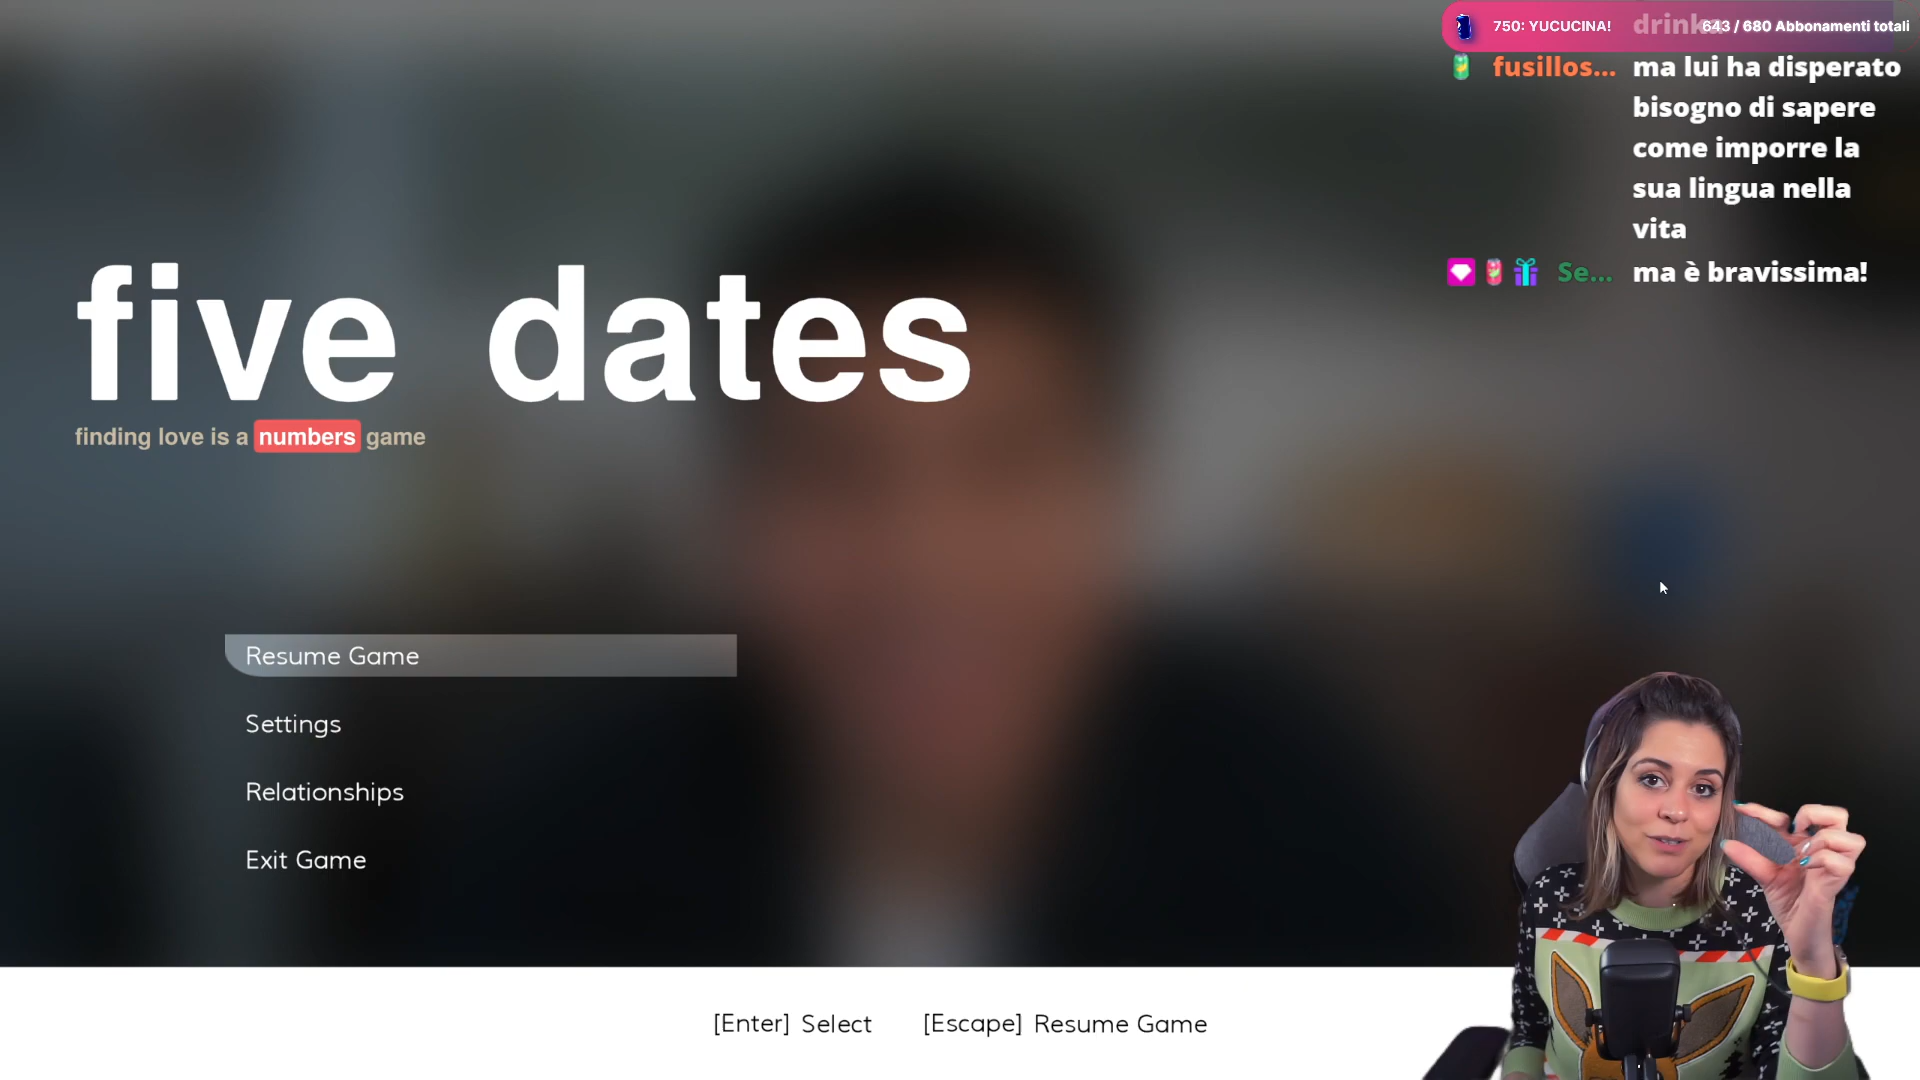 750: YUCUCINA!
643 / 680 Abbonamenti totali
fusillos... ma lui ha disperato
bisogno di sapere
come imporre la
sua lingua nella
vita
Se... ma è bravissima!
five dates
finding love is a numbers game
Resume Game
Settings
Relationships
Exit Game
[Enter] Select [Escape] Resume Game